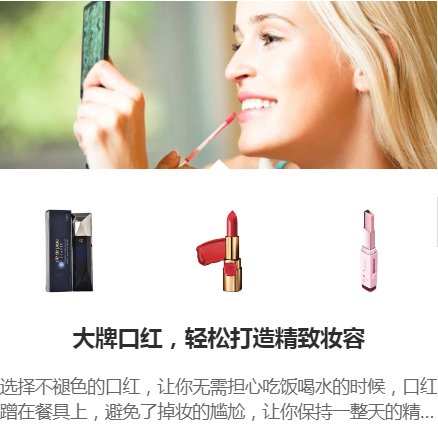 大牌口红，轻松打造精致妆容
选择不褪色的口红，让你无需担心吃饭喝水的时候，口红
蹭在餐具上，避免了掉妆的尴尬，让你保持一整天的精...